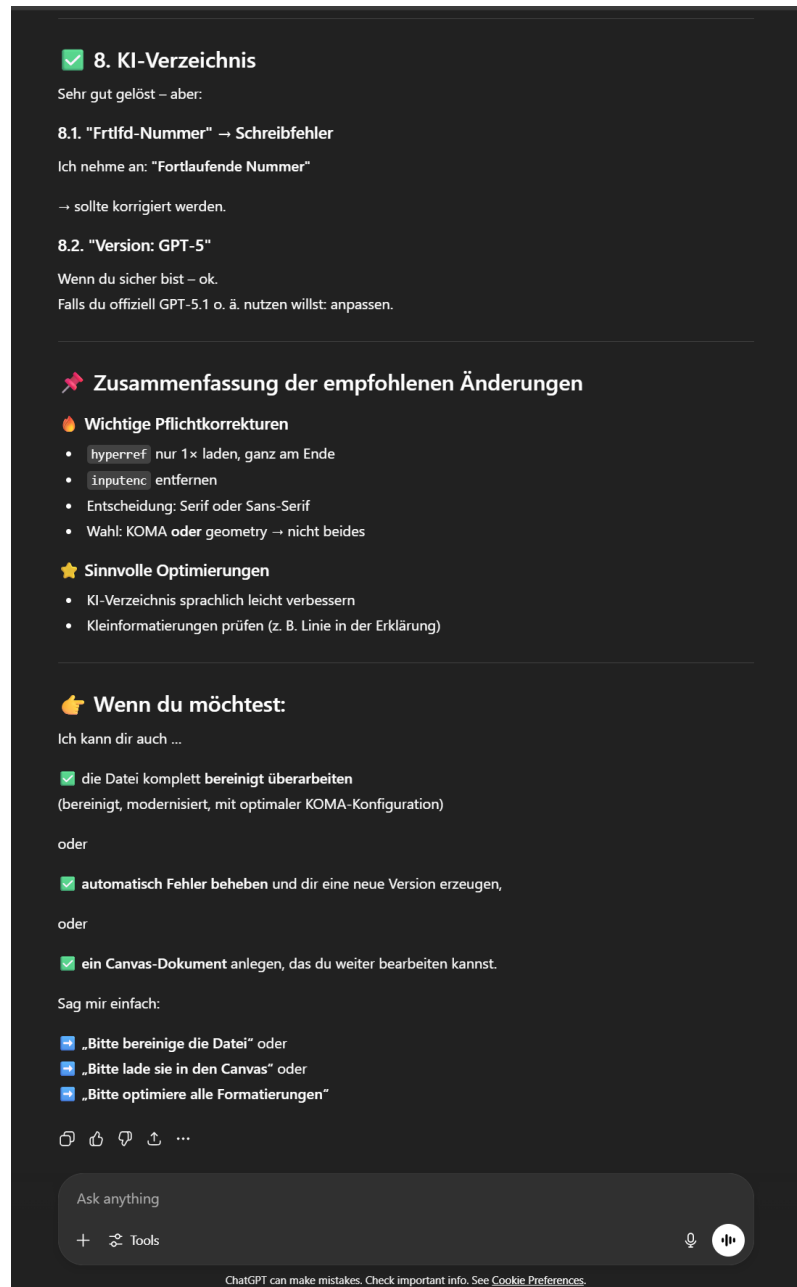 ✅ 8. KI-Verzeichnis
Sehr gut gelöst – aber:
8.1. "Frtlfd-Nummer" → Schreibfehler
Ich nehme an: "Fortlaufende Nummer"
→ sollte korrigiert werden.
8.2. "Version: GPT-5"
Wenn du sicher bist – ok.
Falls du offiziell GPT-5.1 o. ä. nutzen willst: anpassen.
📌 Zusammenfassung der empfohlenen Änderungen
🔥 Wichtige Pflichtkorrekturen
• hyperref nur 1× laden, ganz am Ende
• inputenc entfernen
• Entscheidung: Serif oder Sans-Serif
• Wahl: KOMA oder geometry → nicht beides
⭐ Sinnvolle Optimierungen
• KI-Verzeichnis sprachlich leicht verbessern
• Kleinformatierungen prüfen (z. B. Linie in der Erklärung)
👉 Wenn du möchtest:
Ich kann dir auch ...
✅ die Datei komplett bereinigt überarbeiten
(bereinigt, modernisiert, mit optimaler KOMA-Konfiguration)
oder
✅ automatisch Fehler beheben und dir eine neue Version erzeugen,
oder
✅ ein Canvas-Dokument anlegen, das du weiter bearbeiten kannst.
Sag mir einfach:
➡️ „Bitte bereinige die Datei“ oder
➡️ „Bitte lade sie in den Canvas“ oder
➡️ „Bitte optimiere alle Formatierungen“
Ask anything
Tools
ChatGPT can make mistakes. Check important info. See Cookie Preferences.